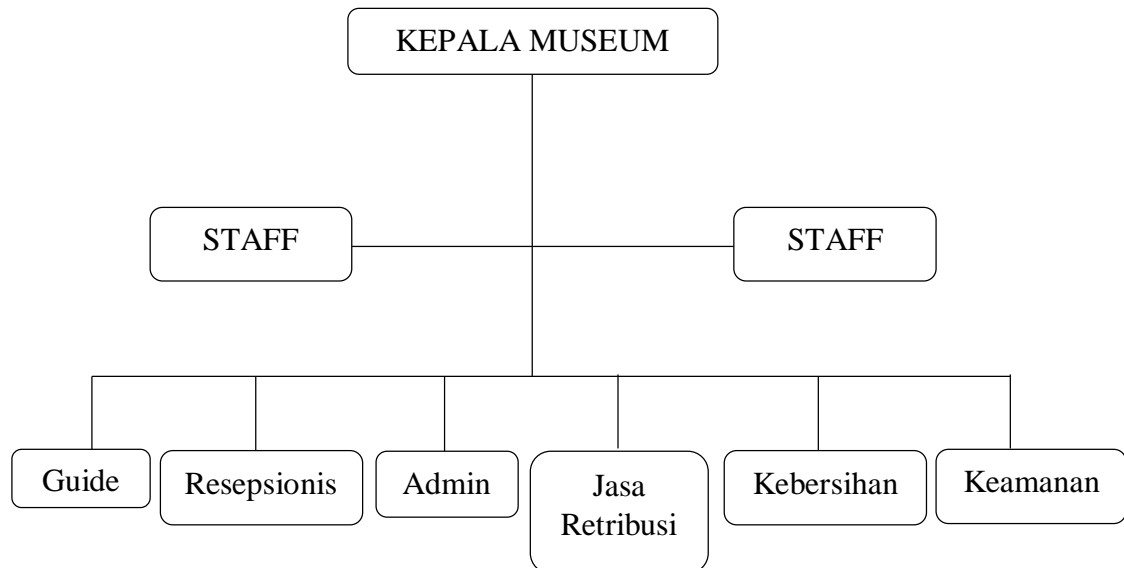 KEPALA MUSEUM
STAFF
STAFF
Guide
Resepsionis
Admin
Jasa
Retribusi
Kebersihan
Keamanan